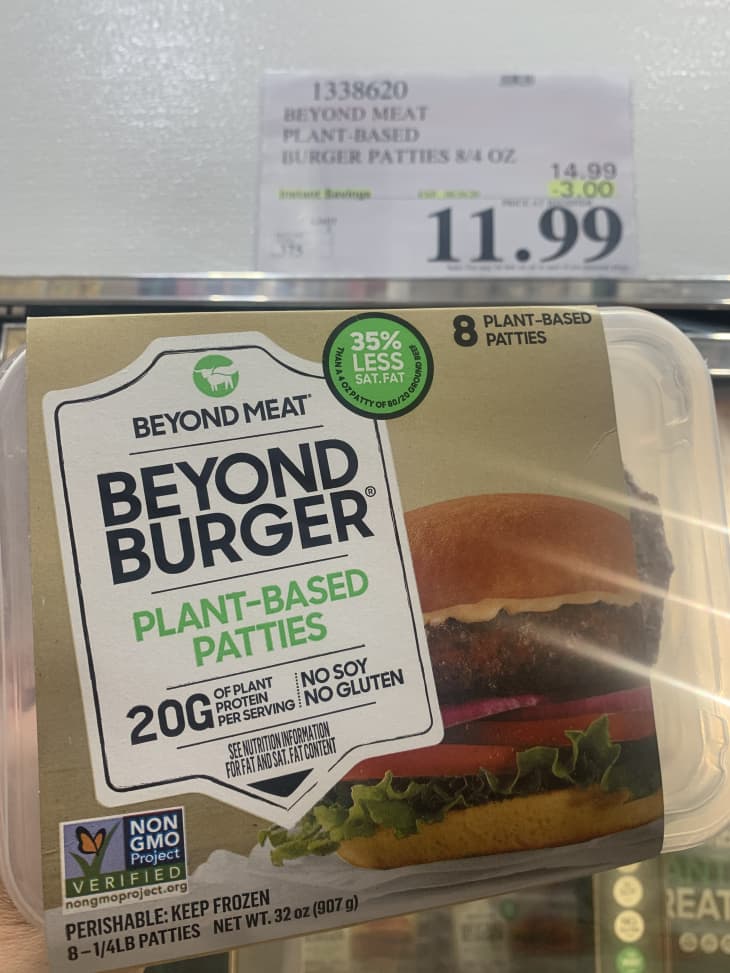 1338620
BEYOND MEAT
PLANT-BASED
BURGER PATTIES 8/4 OZ
14.99
Instant Savings
-3.00
11.99
8 PLANT-BASED
PATTIES
35%
LESS
SAT.FAT
THAN A 4 OZ PATTY OF 80/20 GROUND BEEF
BEYOND MEAT®
BEYOND
BURGER®
PLANT-BASED
PATTIES
20G OF PLANT
PROTEIN
PER SERVING
NO SOY
NO GLUTEN
SEE NUTRITION INFORMATION
FOR FAT AND SAT. FAT CONTENT
NON
GMO
Project
VERIFIED
nongmoproject.org
PERISHABLE: KEEP FROZEN
8-1/4LB PATTIES NET WT. 32 oz (907 g)